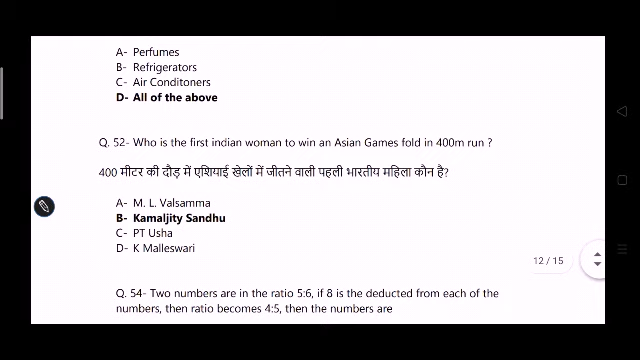 A- Perfumes
B- Refrigerators
C- Air Conditoners
D- All of the above
Q. 52- Who is the first indian woman to win an Asian Games fold in 400m run ?
400 मीटर की दौड़ में एशियाई खेलों में जीतने वाली पहली भारतीय महिला कौन है?
A- M. L. Valsamma
B- Kamaljity Sandhu
C- PT Usha
D- K Malleswari
12 / 15
Q. 54- Two numbers are in the ratio 5:6, if 8 is the deducted from each of the
numbers, then ratio becomes 4:5, then the numbers are